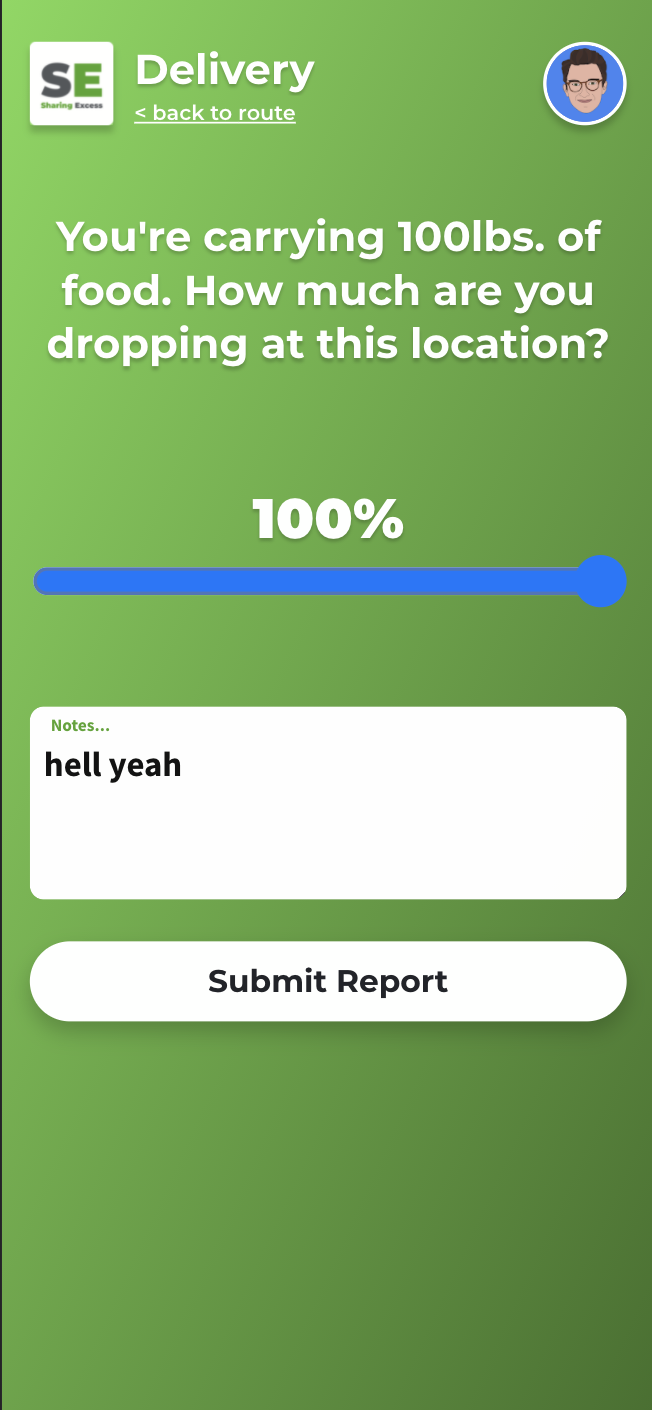 SE
Sharing Excess
Delivery
< back to route
You're carrying 100lbs. of
food. How much are you
dropping at this location?
100%
Notes...
hell yeah
Submit Report